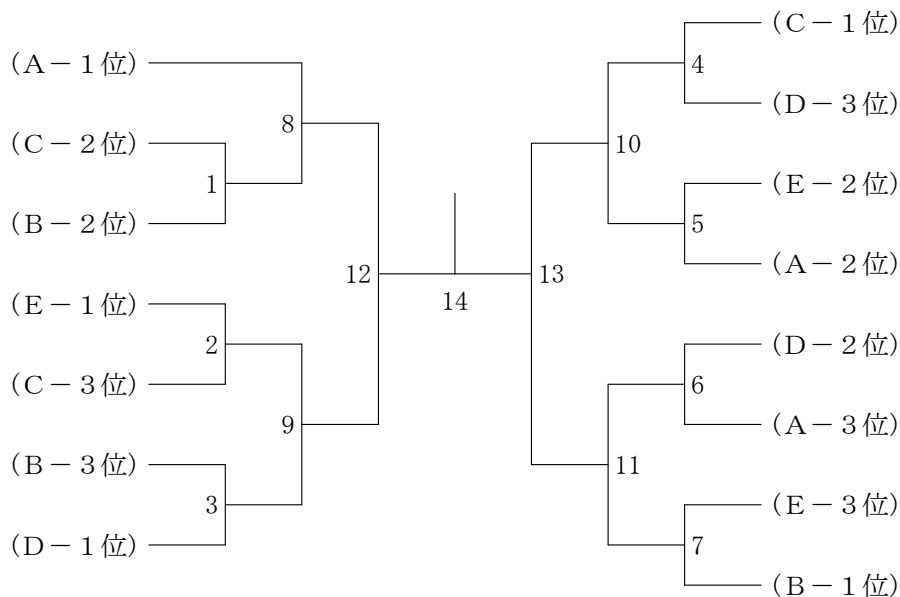 (A－1位)
(C－2位)
(B－2位)
(E－1位)
(C－3位)
(B－3位)
(D－1位)
8
1
2
9
3
12
14
13
(C－1位)
4
(D－3位)
10
(E－2位)
5
(A－2位)
(D－2位)
6
(A－3位)
11
(E－3位)
7
(B－1位)